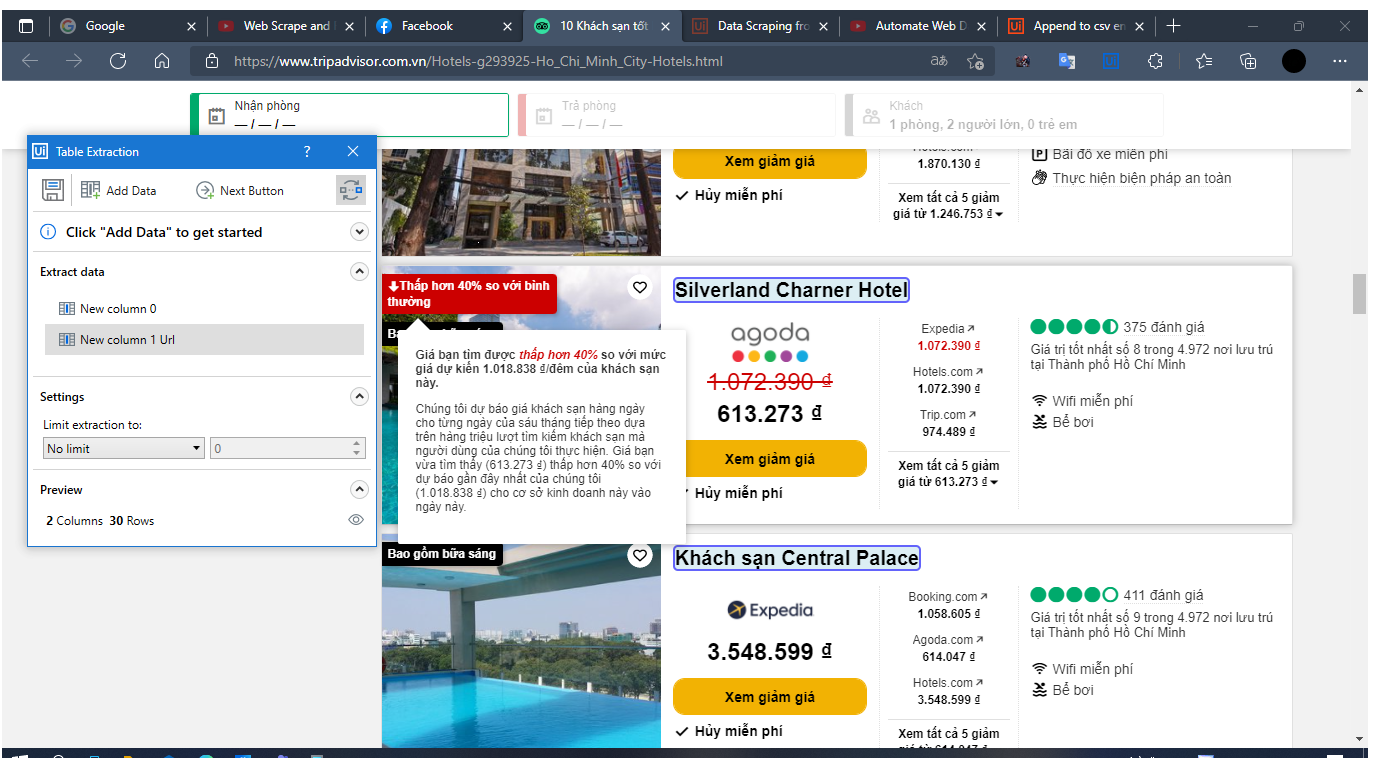 Google
Web Scrape and
Facebook
10 Khách sạn tốt
Data Scraping fro
Automate Web D
Append to csv en
https://www.tripadvisor.com.vn/Hotels-g293925-Ho_Chi_Minh_City-Hotels.html
Nhận phòng
— / — / —
Trả phòng
— / — / —
Khách
1 phòng, 2 người lớn, 0 trẻ em
Ui Table Extraction
Add Data
Next Button
Click "Add Data" to get started
Extract data
New column 0
New column 1 Url
Settings
Limit extraction to:
No limit
0
Preview
2 Columns 30 Rows
Xem giảm giá
Hủy miễn phí
Hotels.com
1.870.130 ₫
Xem tất cả 5 giảm
giá từ 1.246.753 ₫
Bãi đỗ xe miễn phí
Thực hiện biện pháp an toàn
Thấp hơn 40% so với bình
thường
Giá bạn tìm được thấp hơn 40% so với mức
giá dự kiến 1.018.838 ₫/đêm của khách sạn
này.
Chúng tôi dự báo giá khách sạn hàng ngày
cho từng ngày của sáu tháng tiếp theo dựa
trên hàng triệu lượt tìm kiếm khách sạn mà
người dùng của chúng tôi thực hiện. Giá bạn
vừa tìm thấy (613.273 ₫) thấp hơn 40% so với
dự báo gần đây nhất của chúng tôi
(1.018.838 ₫) cho cơ sở kinh doanh này vào
ngày này.
Silverland Charner Hotel
agoda
1.072.390 ₫
613.273 ₫
Xem giảm giá
Hủy miễn phí
Expedia
1.072.390 ₫
Hotels.com
1.072.390 ₫
Trip.com
974.489 ₫
Xem tất cả 5 giảm
giá từ 613.273 ₫
375 đánh giá
Giá trị tốt nhất số 8 trong 4.972 nơi lưu trú
tại Thành phố Hồ Chí Minh
Wifi miễn phí
Bể bơi
Bao gồm bữa sáng
Khách sạn Central Palace
Expedia
3.548.599 ₫
Xem giảm giá
Hủy miễn phí
Booking.com
1.058.605 ₫
Agoda.com
614.047 ₫
Hotels.com
3.548.599 ₫
Xem tất cả 5 giảm
411 đánh giá
Giá trị tốt nhất số 9 trong 4.972 nơi lưu trú
tại Thành phố Hồ Chí Minh
Wifi miễn phí
Bể bơi